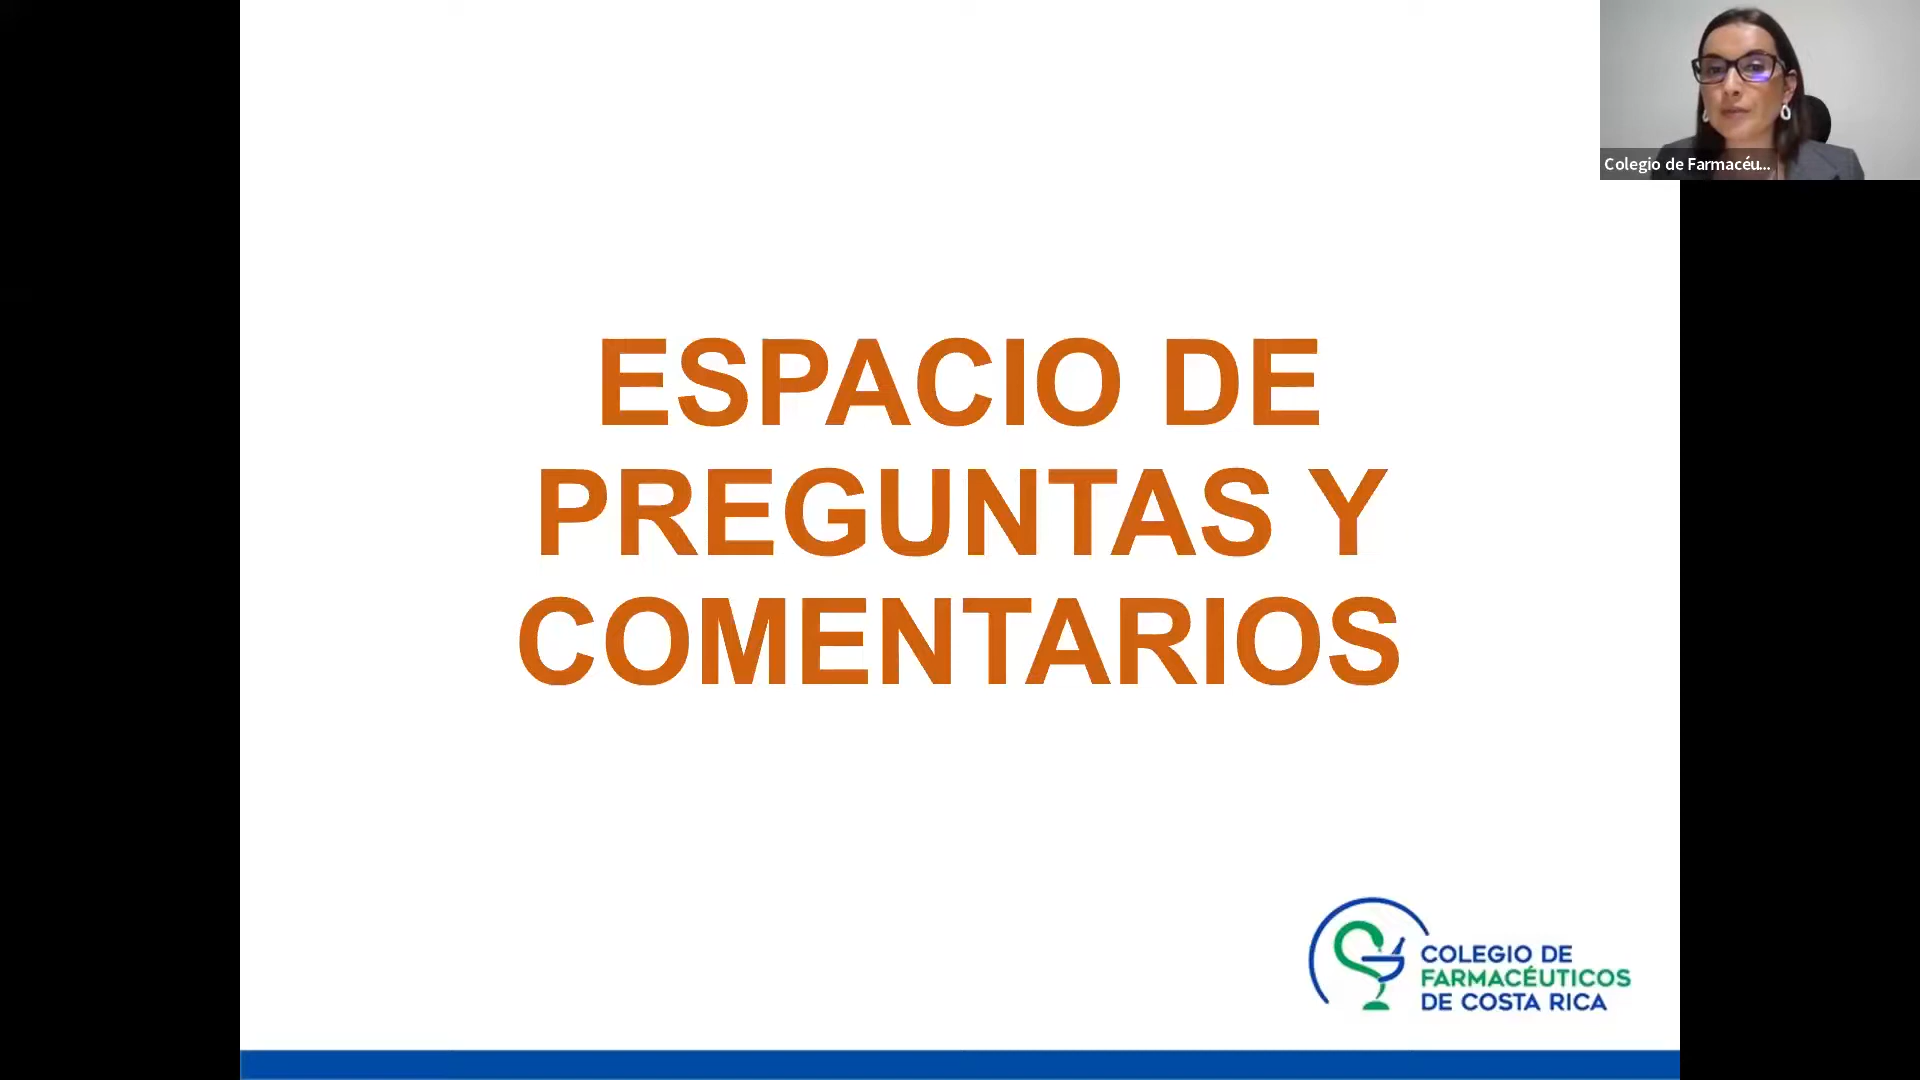 Colegio de Farmacéu...
ESPACIO DE
PREGUNTAS Y
COMENTARIOS
COLEGIO DE
FARMACÉUTICOS
DE COSTA RICA